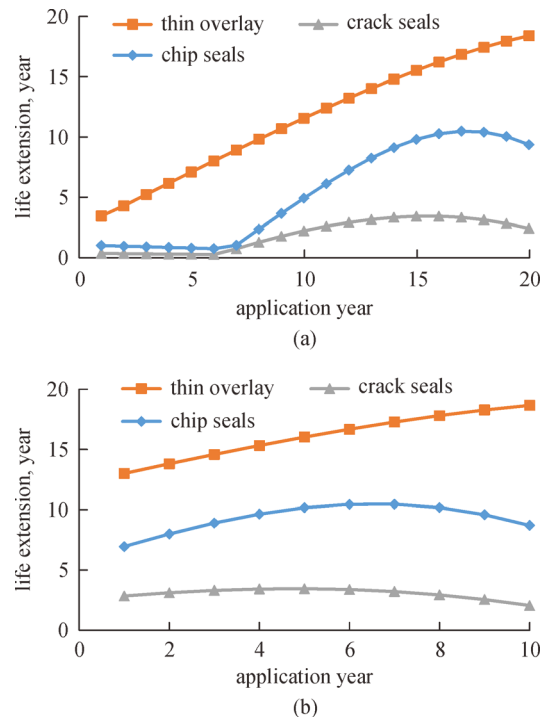 20
thin overlay
crack seals
chip seals
15
10
5
0
life extension, year
0
5
10
15
20
application year
(a)
20
thin overlay
crack seals
chip seals
15
10
5
0
life extension, year
0
2
4
6
8
10
application year
(b)